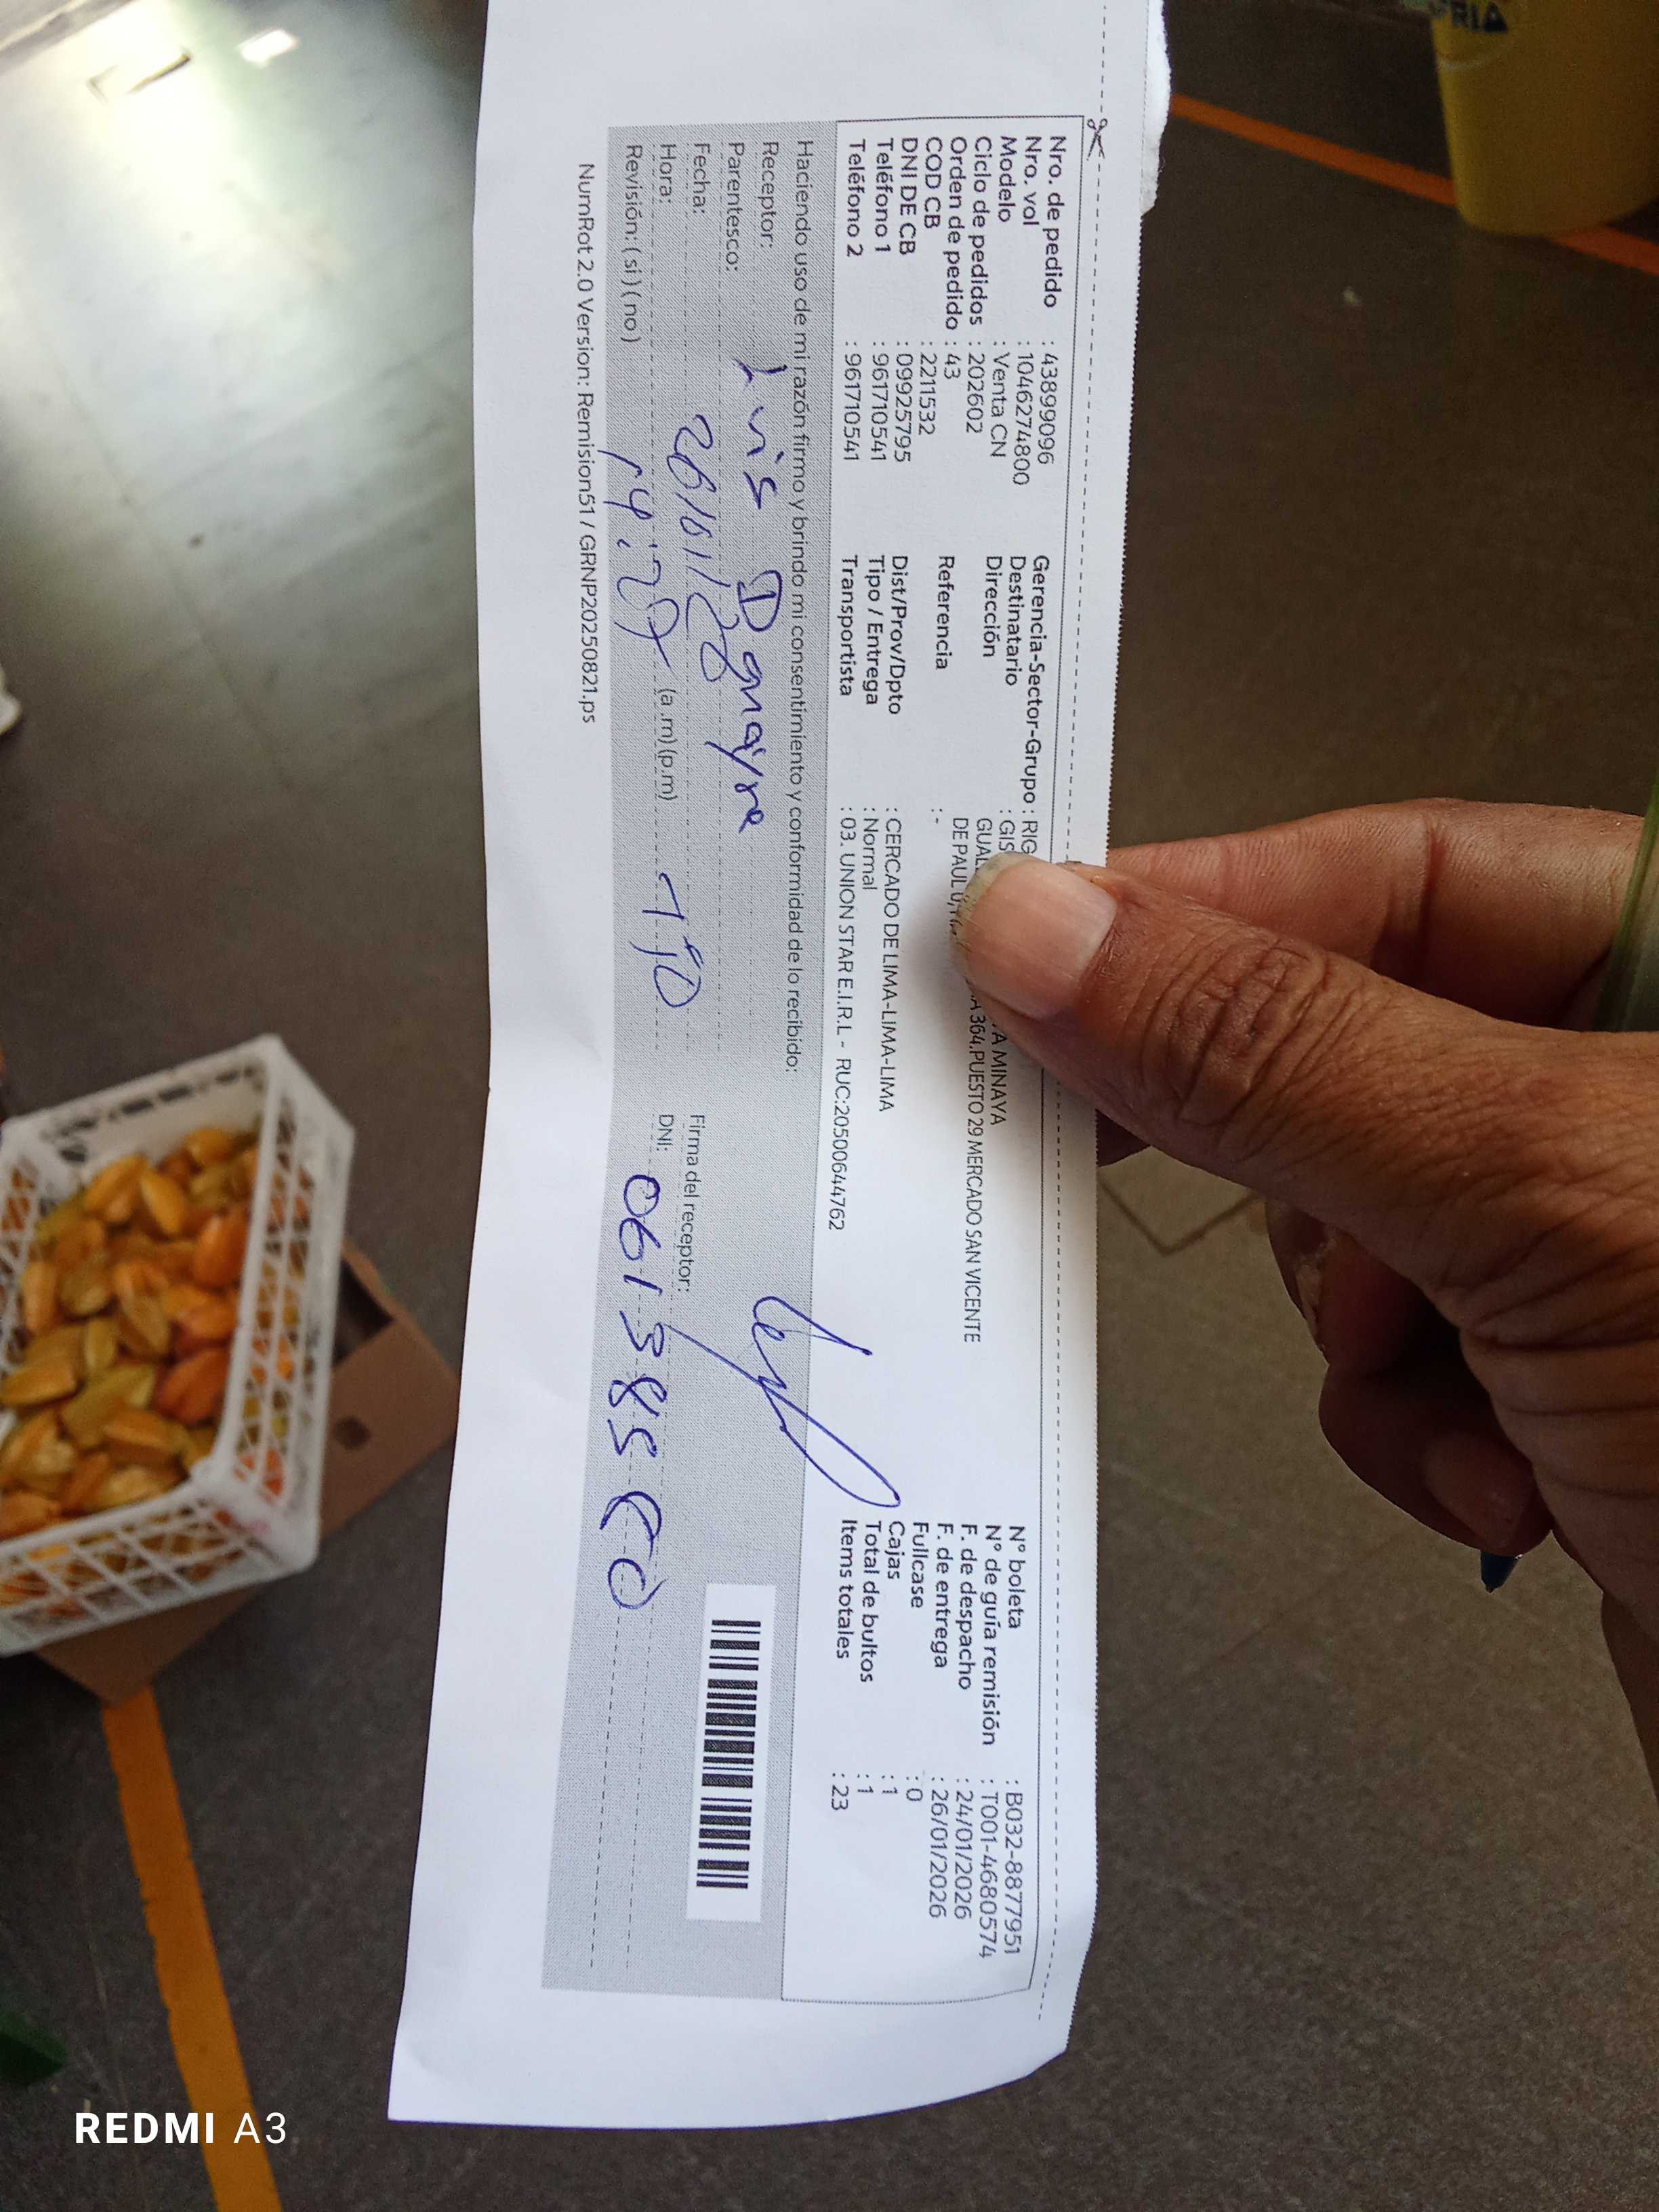 Nro. de pedido : 43899096
Nro. vol : 1046274800
Modelo : Venta CN
Ciclo de pedidos : 202602
Orden de pedido : 43
COD CB : 2211532
DNI DE CB : 09925795
Teléfono 1 : 961710541
Teléfono 2 : 961710541
Gerencia-Sector-Grupo : RIG
Destinatario : GIS MINAYA
Dirección : GUAL 364,PUESTO 29 MERCADO SAN VICENTE
DE PAUL
Referencia : -
Dist/Prov/Dpto : CERCADO DE LIMA-LIMA-LIMA
Tipo / Entrega : Normal
Transportista : 03. UNION STAR E.I.R.L - RUC:20500644762
N° boleta : B032-8877951
N° de guía remisión : T001-4680574
F. de despacho : 24/01/2026
F. de entrega : 26/01/2026
Fullcase : 0
Cajas : 1
Total de bultos : 1
Items totales : 23
Haciendo uso de mi razón firmo y brindo mi consentimiento y conformidad de lo recibido:
Receptor: Luis
Parentesco: Tío
Fecha: 26/01/26
Hora: 14:27 (a.m) (p.m)
Revisión: ( si ) ( no )
Firma del receptor:
DNI:
NumRot 2.0 Version: Remision51 / GRNP20250821.ps
REDMI A3